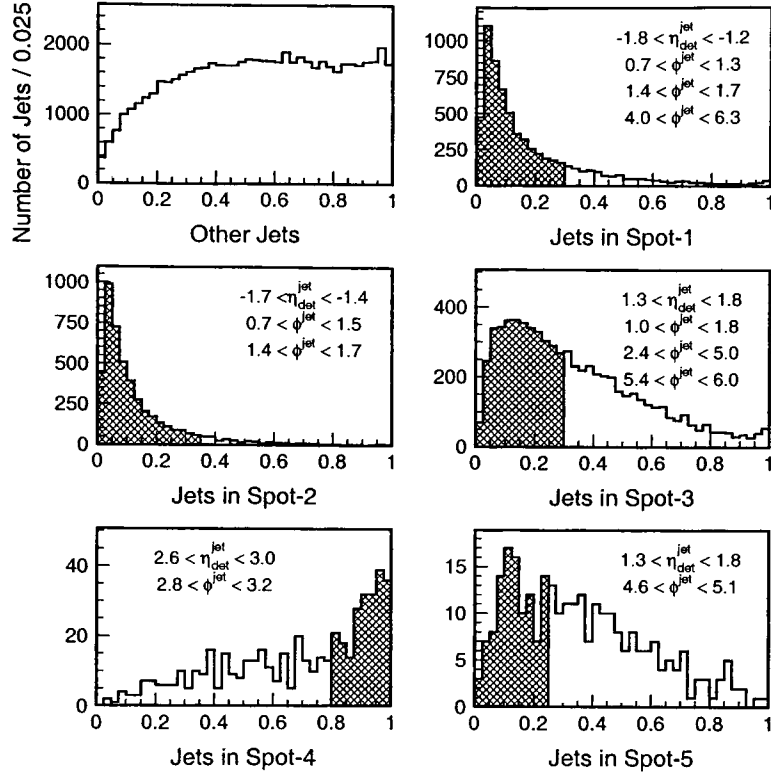 Number of Jets / 0.025
2000
1000
0
0 0.2 0.4 0.6 0.8 1
Other Jets
1000
750
500
250
0
-1.8 < η_det^jet < -1.2
0.7 < φ^jet < 1.3
1.4 < φ^jet < 1.7
4.0 < φ^jet < 6.3
0 0.2 0.4 0.6 0.8 1
Jets in Spot-1
1000
750
500
250
0
-1.7 < η_det^jet < -1.4
0.7 < φ^jet < 1.5
1.4 < φ^jet < 1.7
0 0.2 0.4 0.6 0.8 1
Jets in Spot-2
400
200
0
1.3 < η_det^jet < 1.8
1.0 < φ^jet < 1.8
2.4 < φ^jet < 5.0
5.4 < φ^jet < 6.0
0 0.2 0.4 0.6 0.8 1
Jets in Spot-3
40
20
0
2.6 < η_det^jet < 3.0
2.8 < φ^jet < 3.2
0 0.2 0.4 0.6 0.8 1
Jets in Spot-4
15
10
5
0
1.3 < η_det^jet < 1.8
4.6 < φ^jet < 5.1
0 0.2 0.4 0.6 0.8 1
Jets in Spot-5